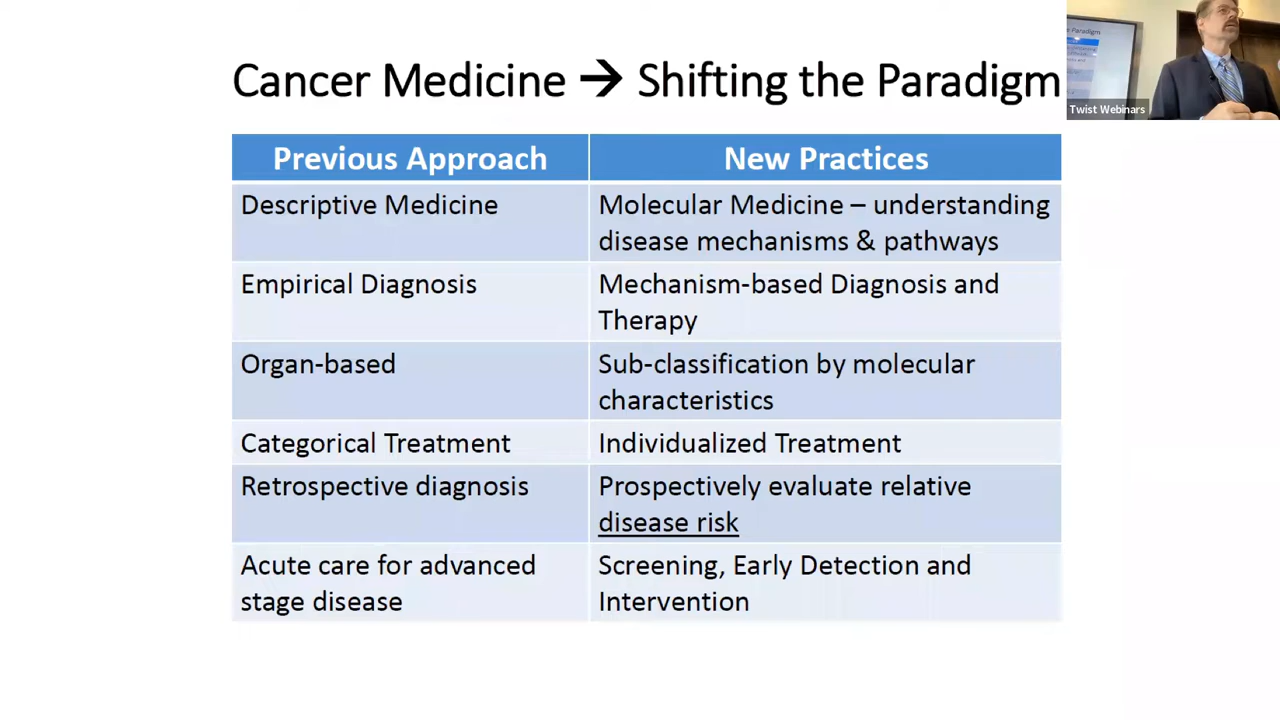 Cancer Medicine → Shifting the Paradigm
Previous Approach
New Practices
Descriptive Medicine
Molecular Medicine – understanding
disease mechanisms & pathways
Empirical Diagnosis
Mechanism-based Diagnosis and
Therapy
Organ-based
Sub-classification by molecular
characteristics
Categorical Treatment
Individualized Treatment
Retrospective diagnosis
Prospectively evaluate relative
disease risk
Acute care for advanced
stage disease
Screening, Early Detection and
Intervention
Paradigm
Twist Webinars